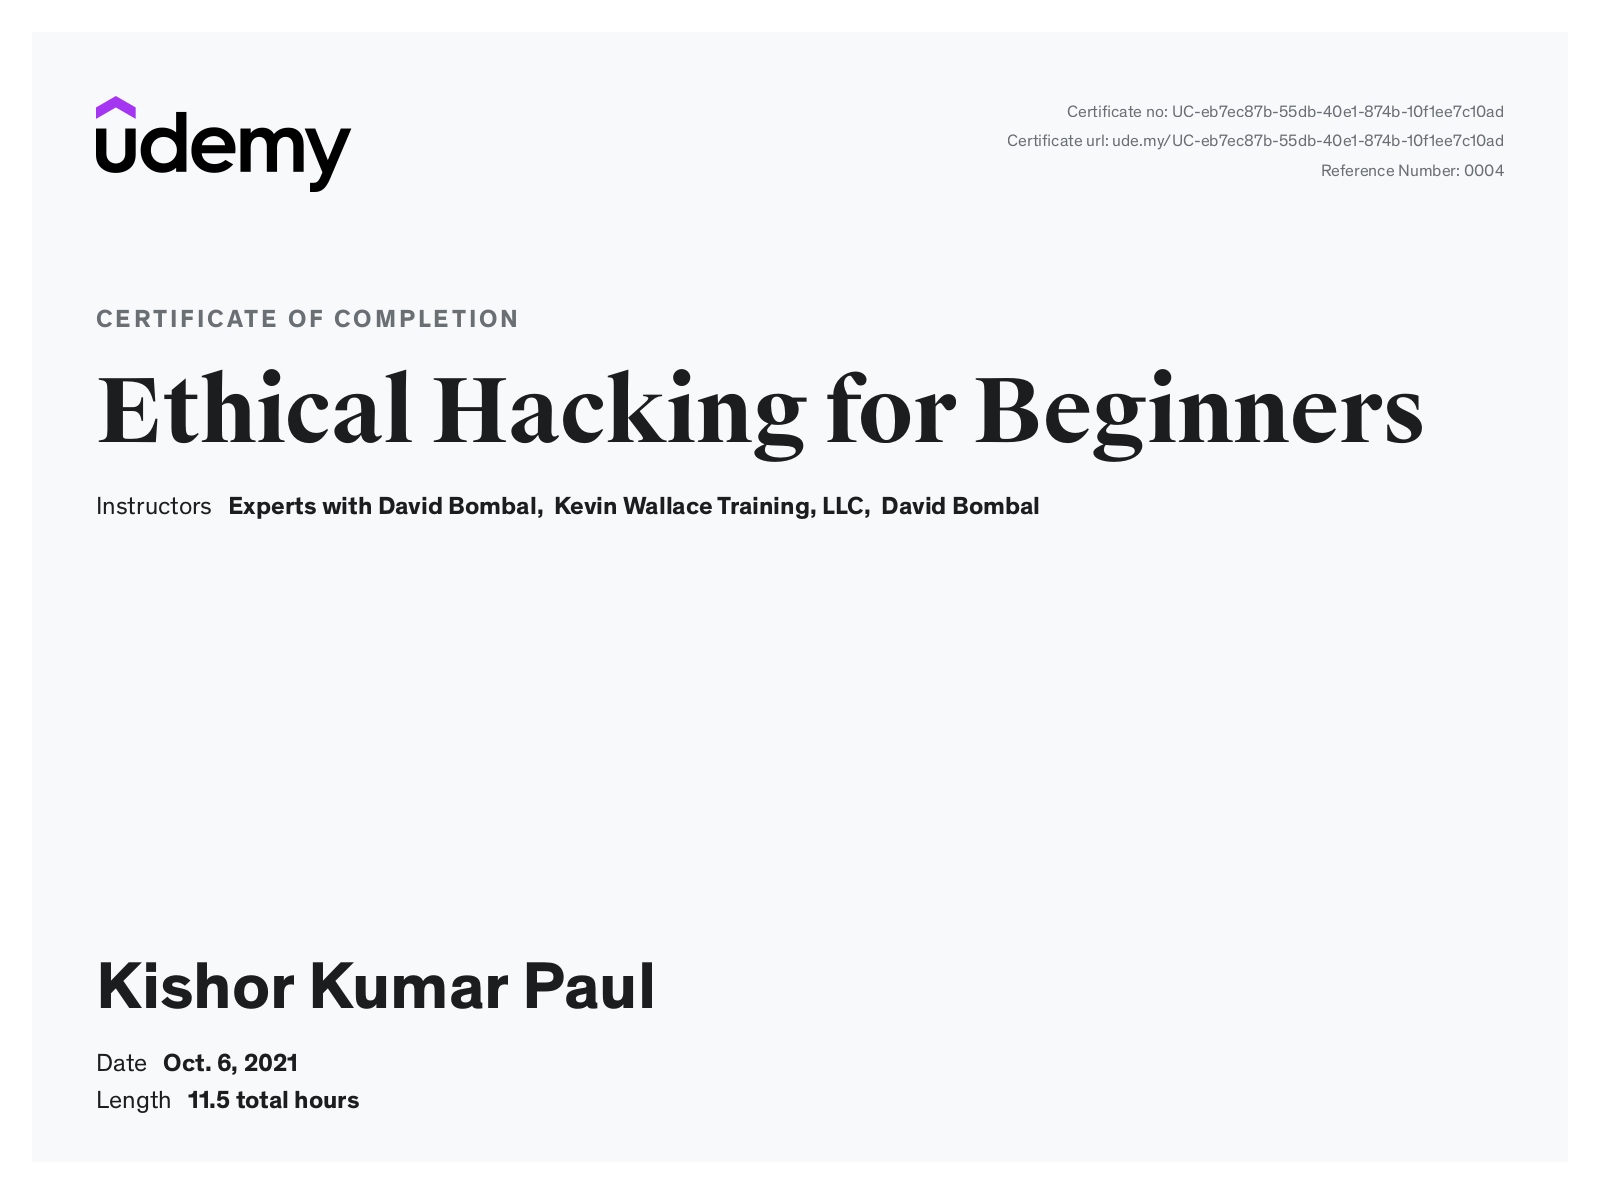 udemy
Certificate no: UC-eb7ec87b-55db-40e1-874b-10f1ee7c10ad
Certificate url: ude.my/UC-eb7ec87b-55db-40e1-874b-10f1ee7c10ad
Reference Number: 0004
CERTIFICATE OF COMPLETION
Ethical Hacking for Beginners
Instructors Experts with David Bombal, Kevin Wallace Training, LLC, David Bombal
Kishor Kumar Paul
Date Oct. 6, 2021
Length 11.5 total hours